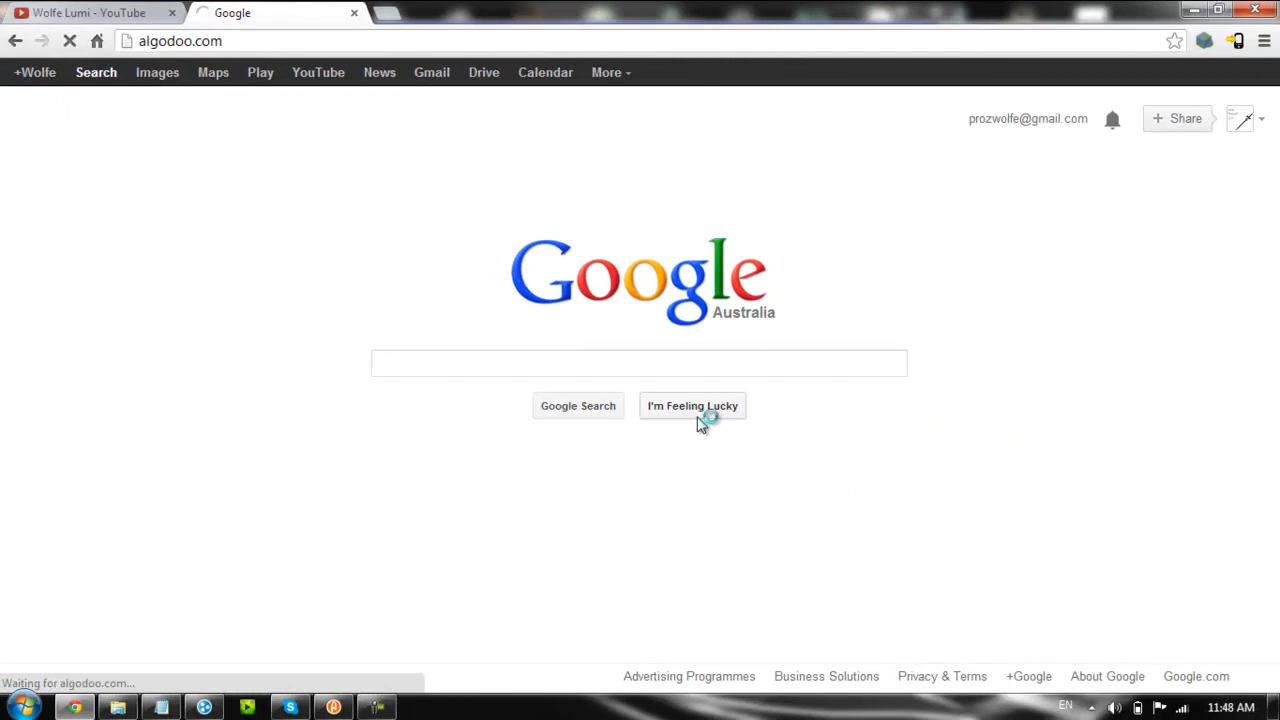 Wolfe Lumi - YouTube
Google
algodoo.com
+Wolfe Search Images Maps Play YouTube News Gmail Drive Calendar More
prozwolfe@gmail.com
+ Share
Google
Australia
Google Search
I'm Feeling Lucky
Waiting for algodoo.com...
Advertising Programmes Business Solutions Privacy & Terms +Google About Google Google.com
EN
11:48 AM